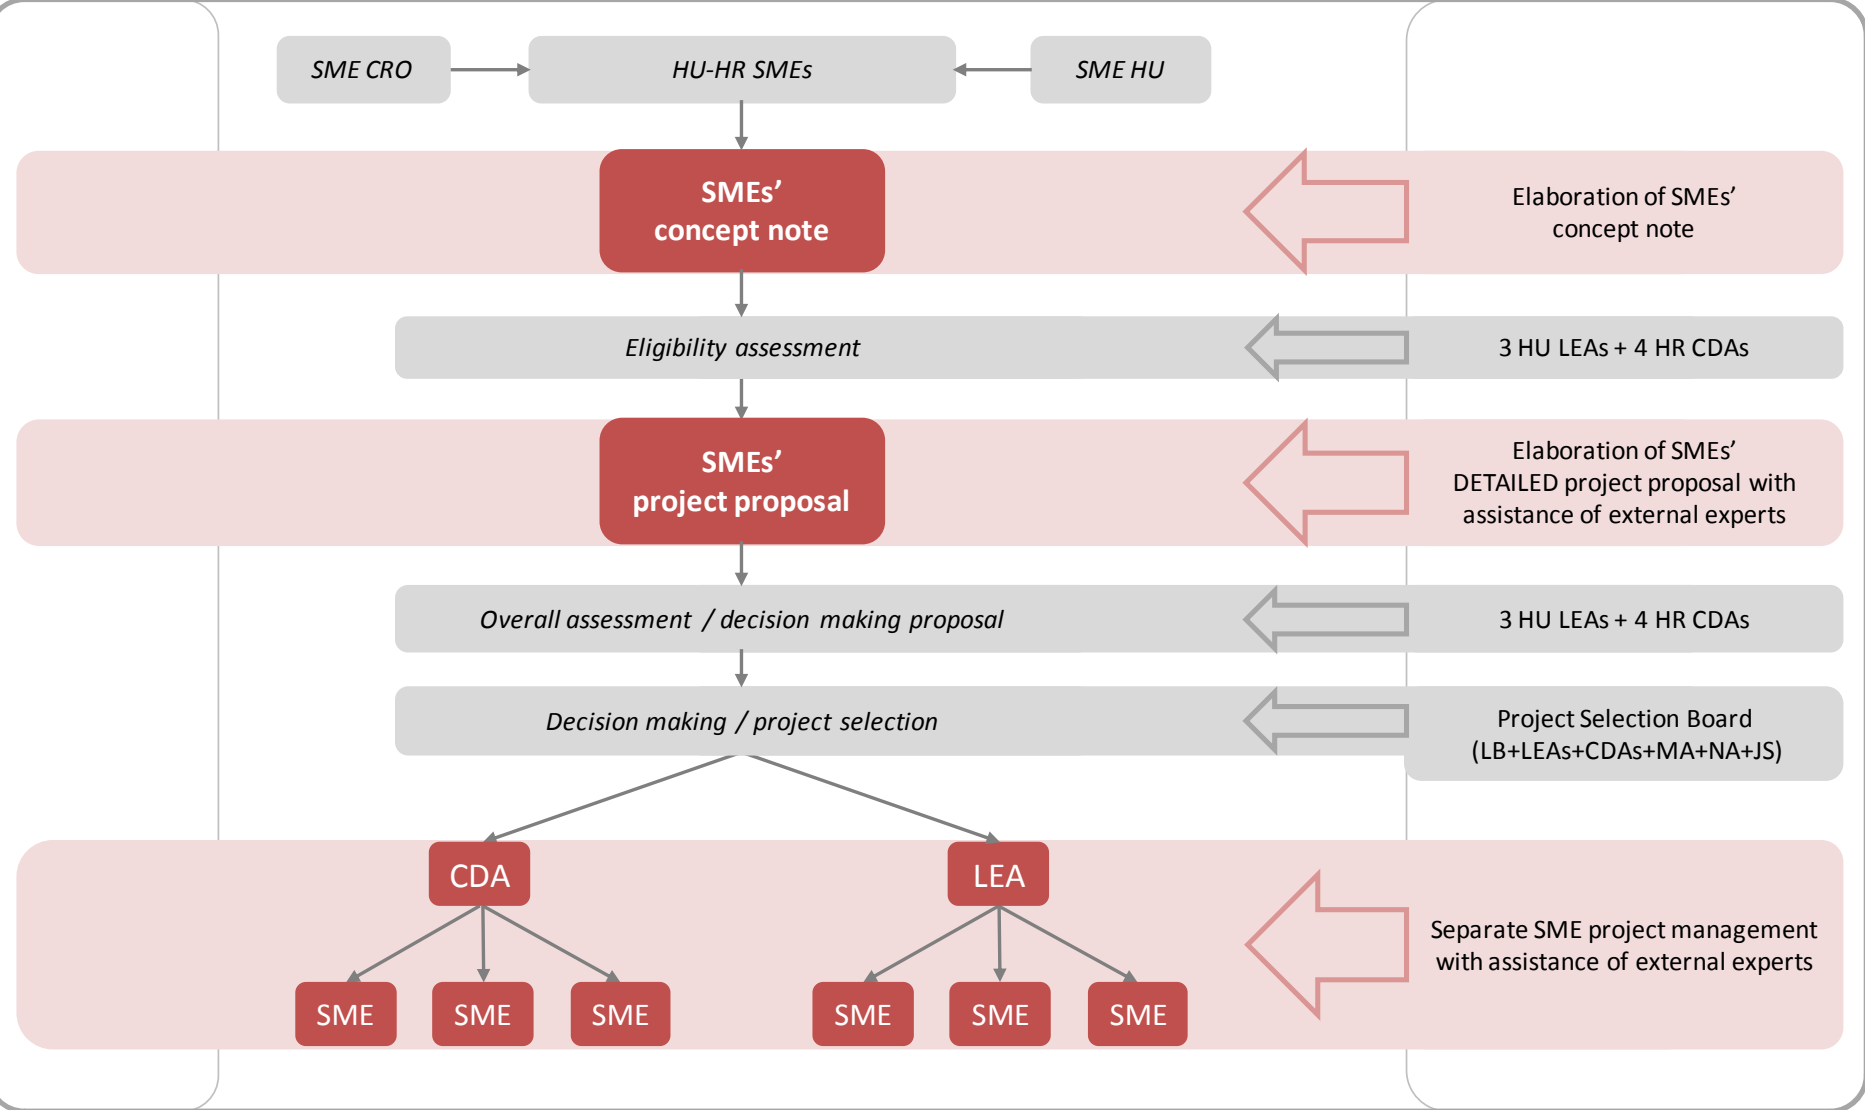 SME CRO
HU-HR SMEs
SME HU
SMEs’
concept note
Elaboration of SMEs’
concept note
Eligibility assessment
3 HU LEAs + 4 HR CDAs
SMEs’
project proposal
Elaboration of SMEs’
DETAILED project proposal with
assistance of external experts
Overall assessment / decision making proposal
3 HU LEAs + 4 HR CDAs
Decision making / project selection
Project Selection Board
(LB+LEAs+CDAs+MA+NA+JS)
CDA
LEA
Separate SME project management
with assistance of external experts
SME
SME
SME
SME
SME
SME